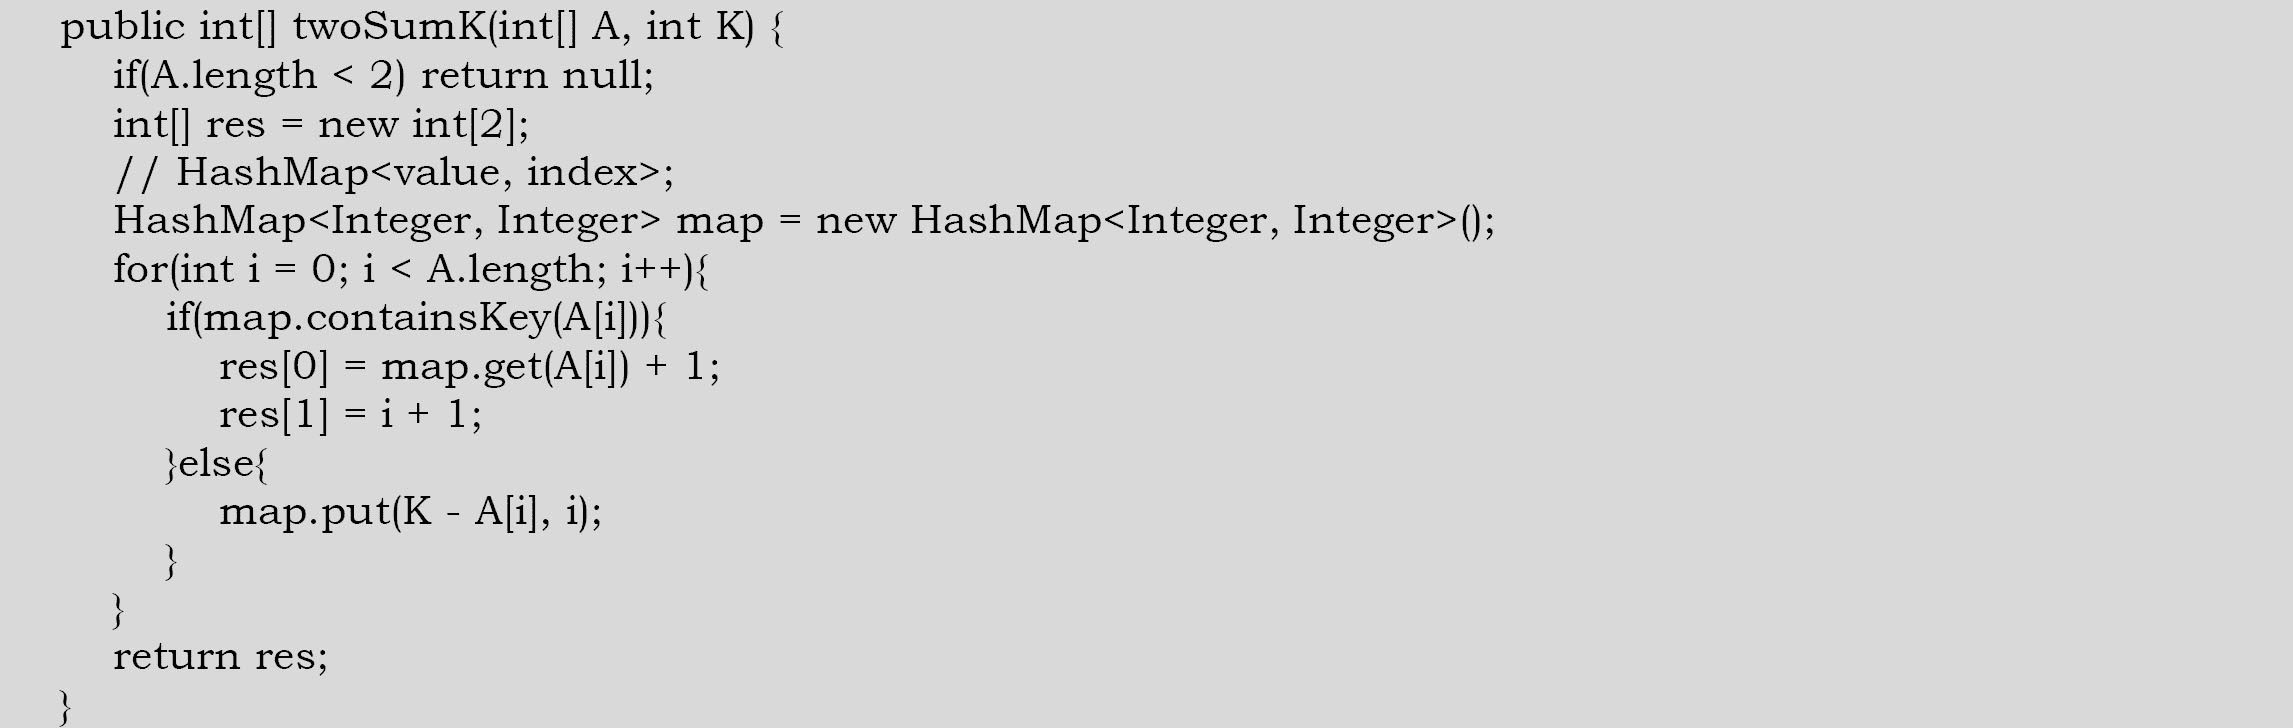 public int[] twoSumK(int[] A, int K) {
if(A.length < 2) return null;
int[] res = new int[2];
// HashMap<value, index>;
HashMap<Integer, Integer> map = new HashMap<Integer, Integer>();
for(int i = 0; i < A.length; i++){
if(map.containsKey(A[i])){
res[0] = map.get(A[i]) + 1;
res[1] = i + 1;
}else{
map.put(K - A[i], i);
}
}
return res;
}